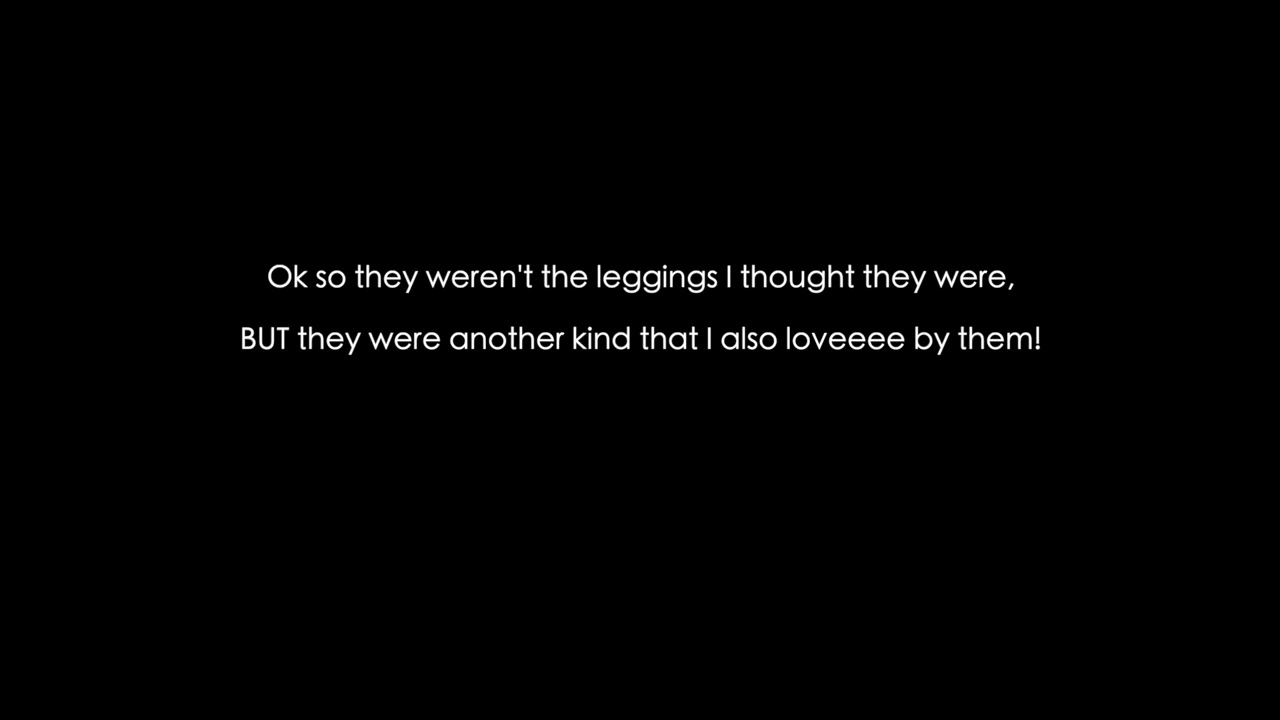 Ok so they weren't the leggings I thought they were,
BUT they were another kind that I also loveeee by them!